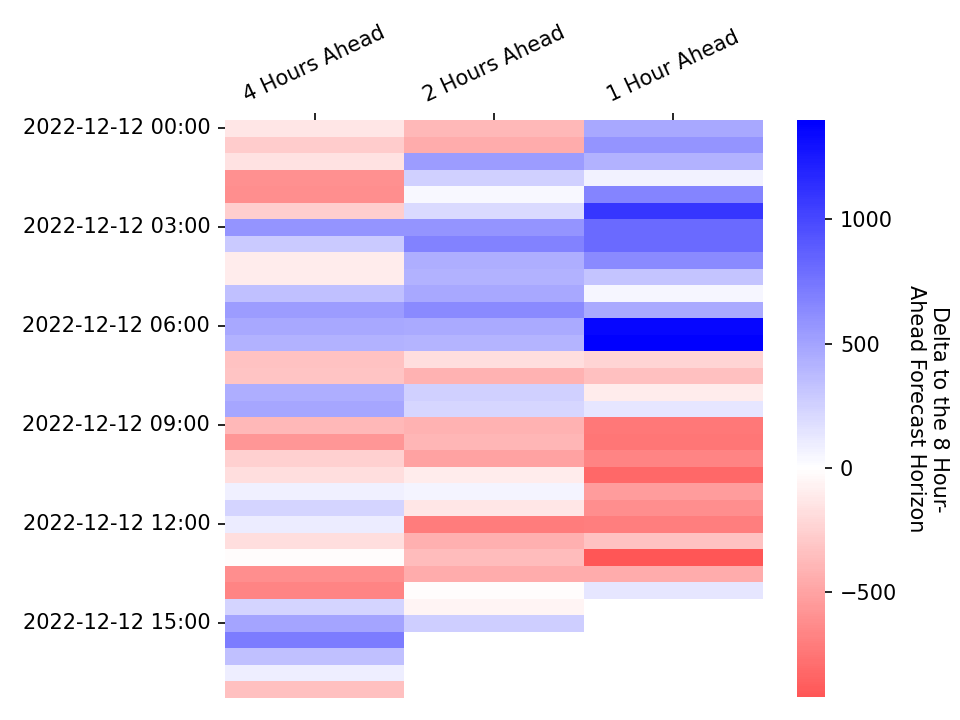 4 Hours Ahead
2 Hours Ahead
1 Hour Ahead
2022-12-12 00:00
2022-12-12 03:00
2022-12-12 06:00
2022-12-12 09:00
2022-12-12 12:00
2022-12-12 15:00
1000
500
0
−500
Delta to the 8 Hour-
Ahead Forecast Horizon